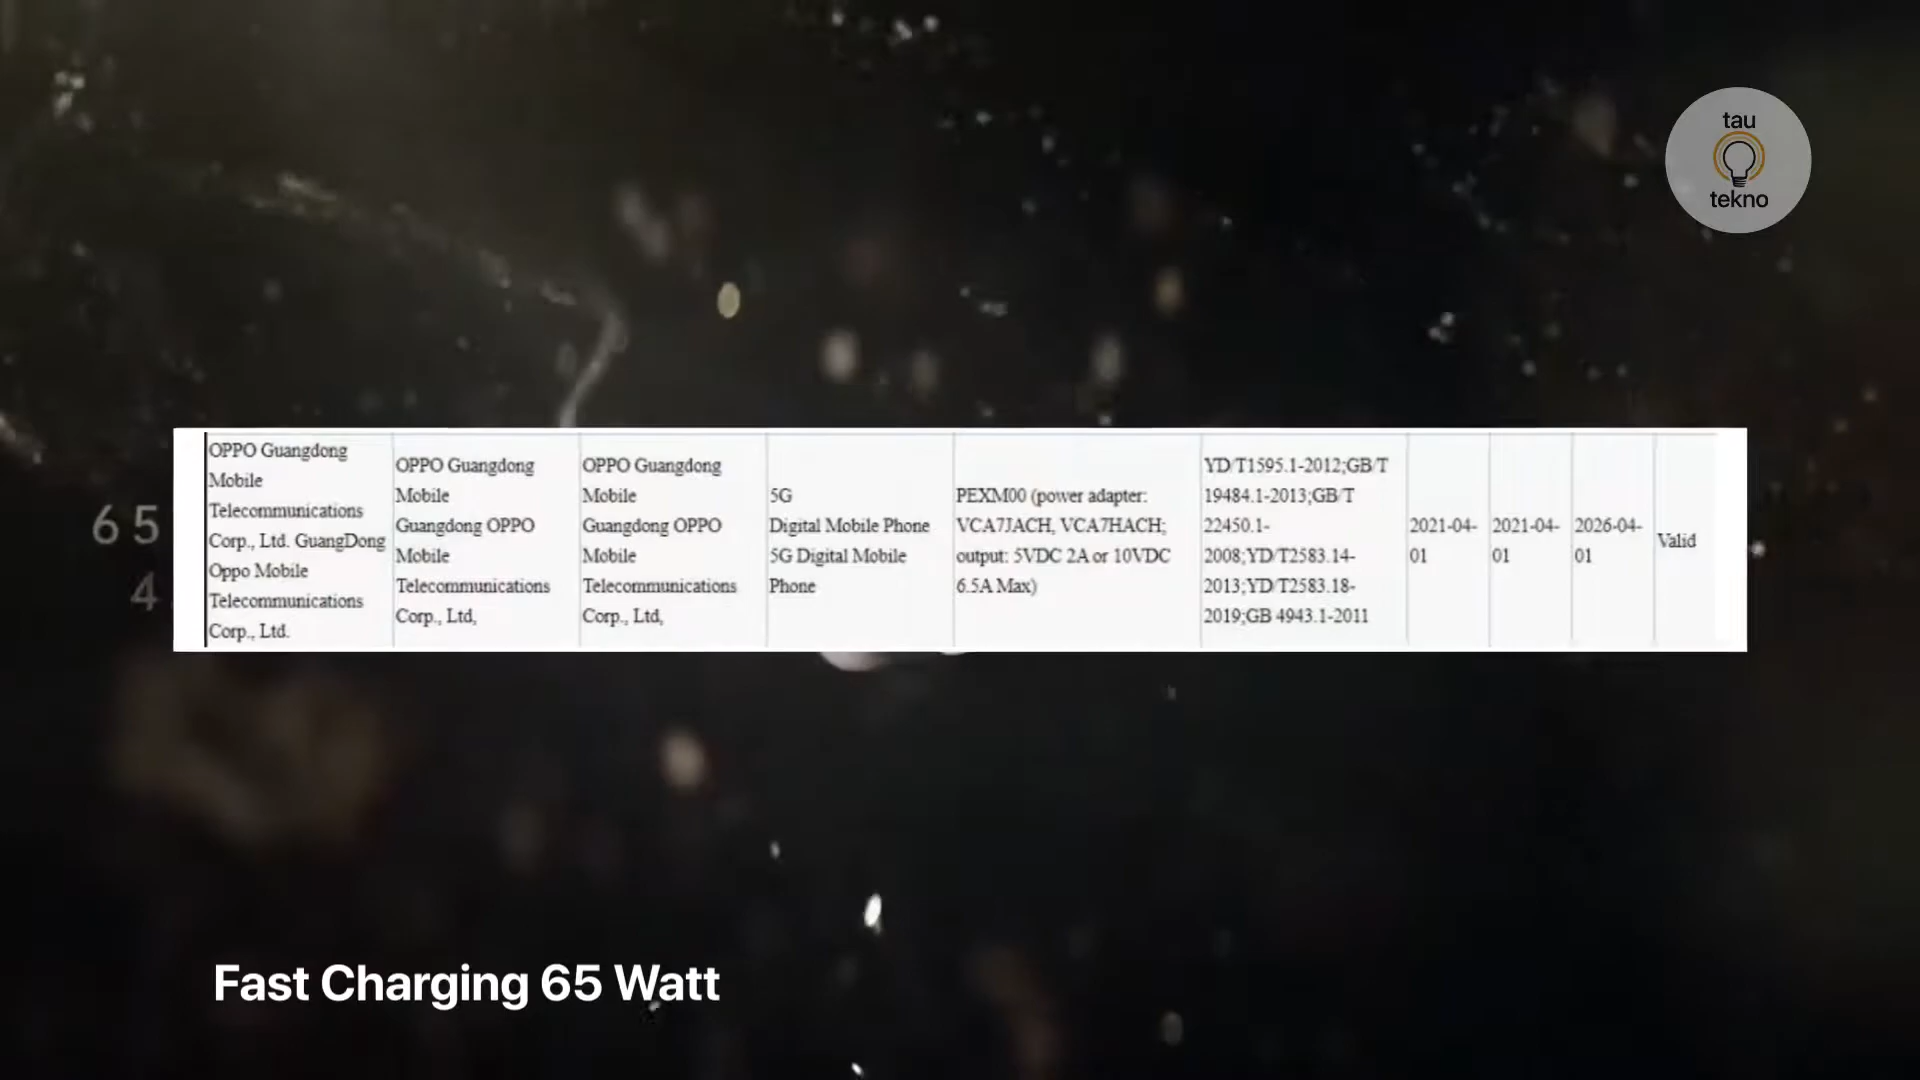 tau
tekno
OPPO Guangdong
Mobile
Telecommunications
Corp., Ltd. GuangDong
Oppo Mobile
Telecommunications
Corp., Ltd.
OPPO Guangdong
Mobile
Guangdong OPPO
Mobile
Telecommunications
Corp., Ltd,
OPPO Guangdong
Mobile
Guangdong OPPO
Mobile
Telecommunications
Corp., Ltd,
5G
Digital Mobile Phone
5G Digital Mobile
Phone
PEXM00 (power adapter:
VCA7JACH, VCA7HACH;
output: 5VDC 2A or 10VDC
6.5A Max)
YD/T1595.1-2012;GB/T
19484.1-2013;GB/T
22450.1-
2008;YD/T2583.14-
2013;YD/T2583.18-
2019;GB 4943.1-2011
2021-04-
01
2021-04-
01
2026-04-
01
Valid
65
4
Fast Charging 65 Watt